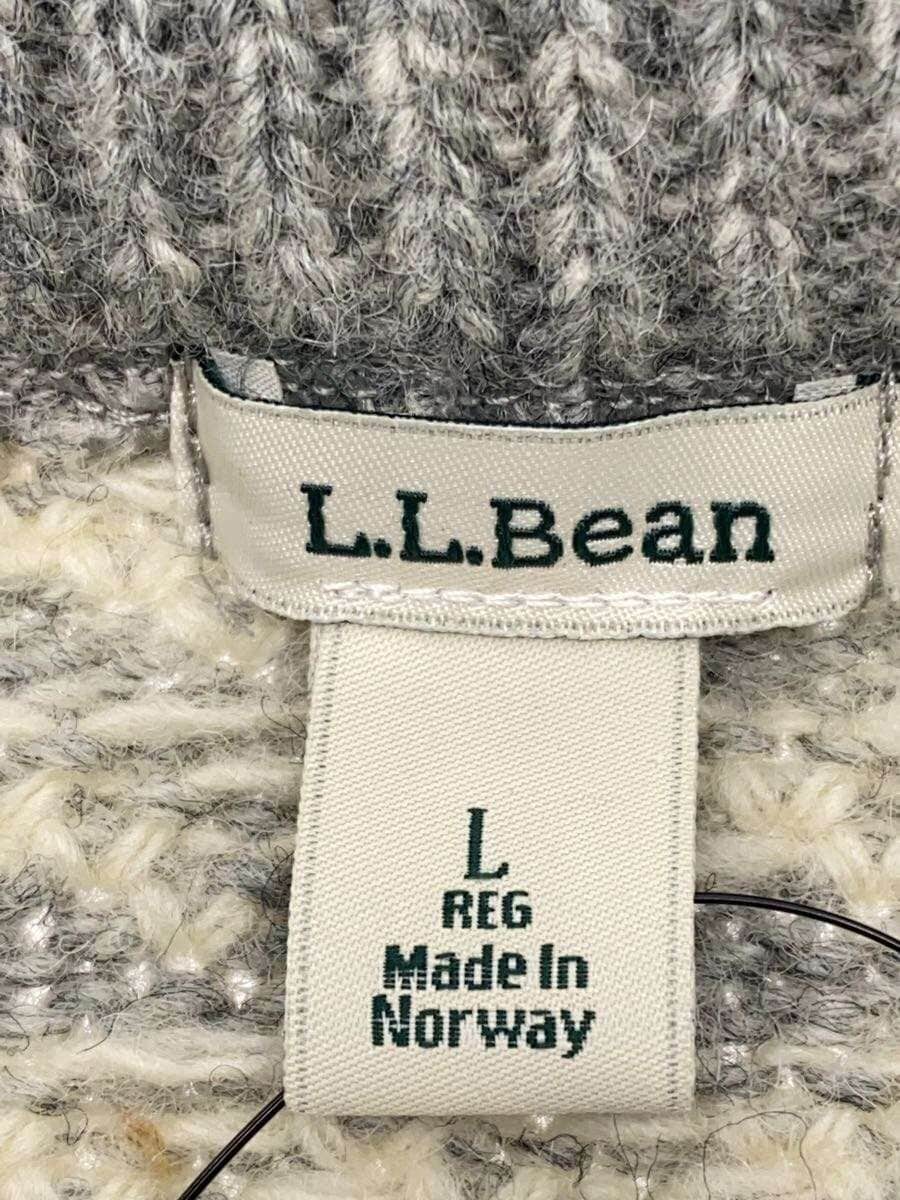 L.L.Bean
L
REG
Made In
Norway